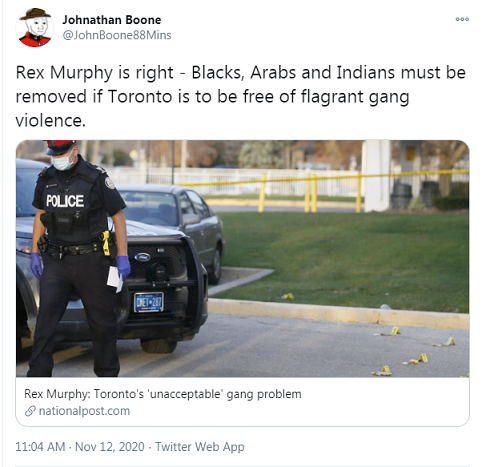 Johnathan Boone
@JohnBoone88Mins
Rex Murphy is right - Blacks, Arabs and Indians must be
removed if Toronto is to be free of flagrant gang
violence.
POLICE
Rex Murphy: Toronto's 'unacceptable' gang problem
nationalpost.com
11:04 AM · Nov 12, 2020 · Twitter Web App